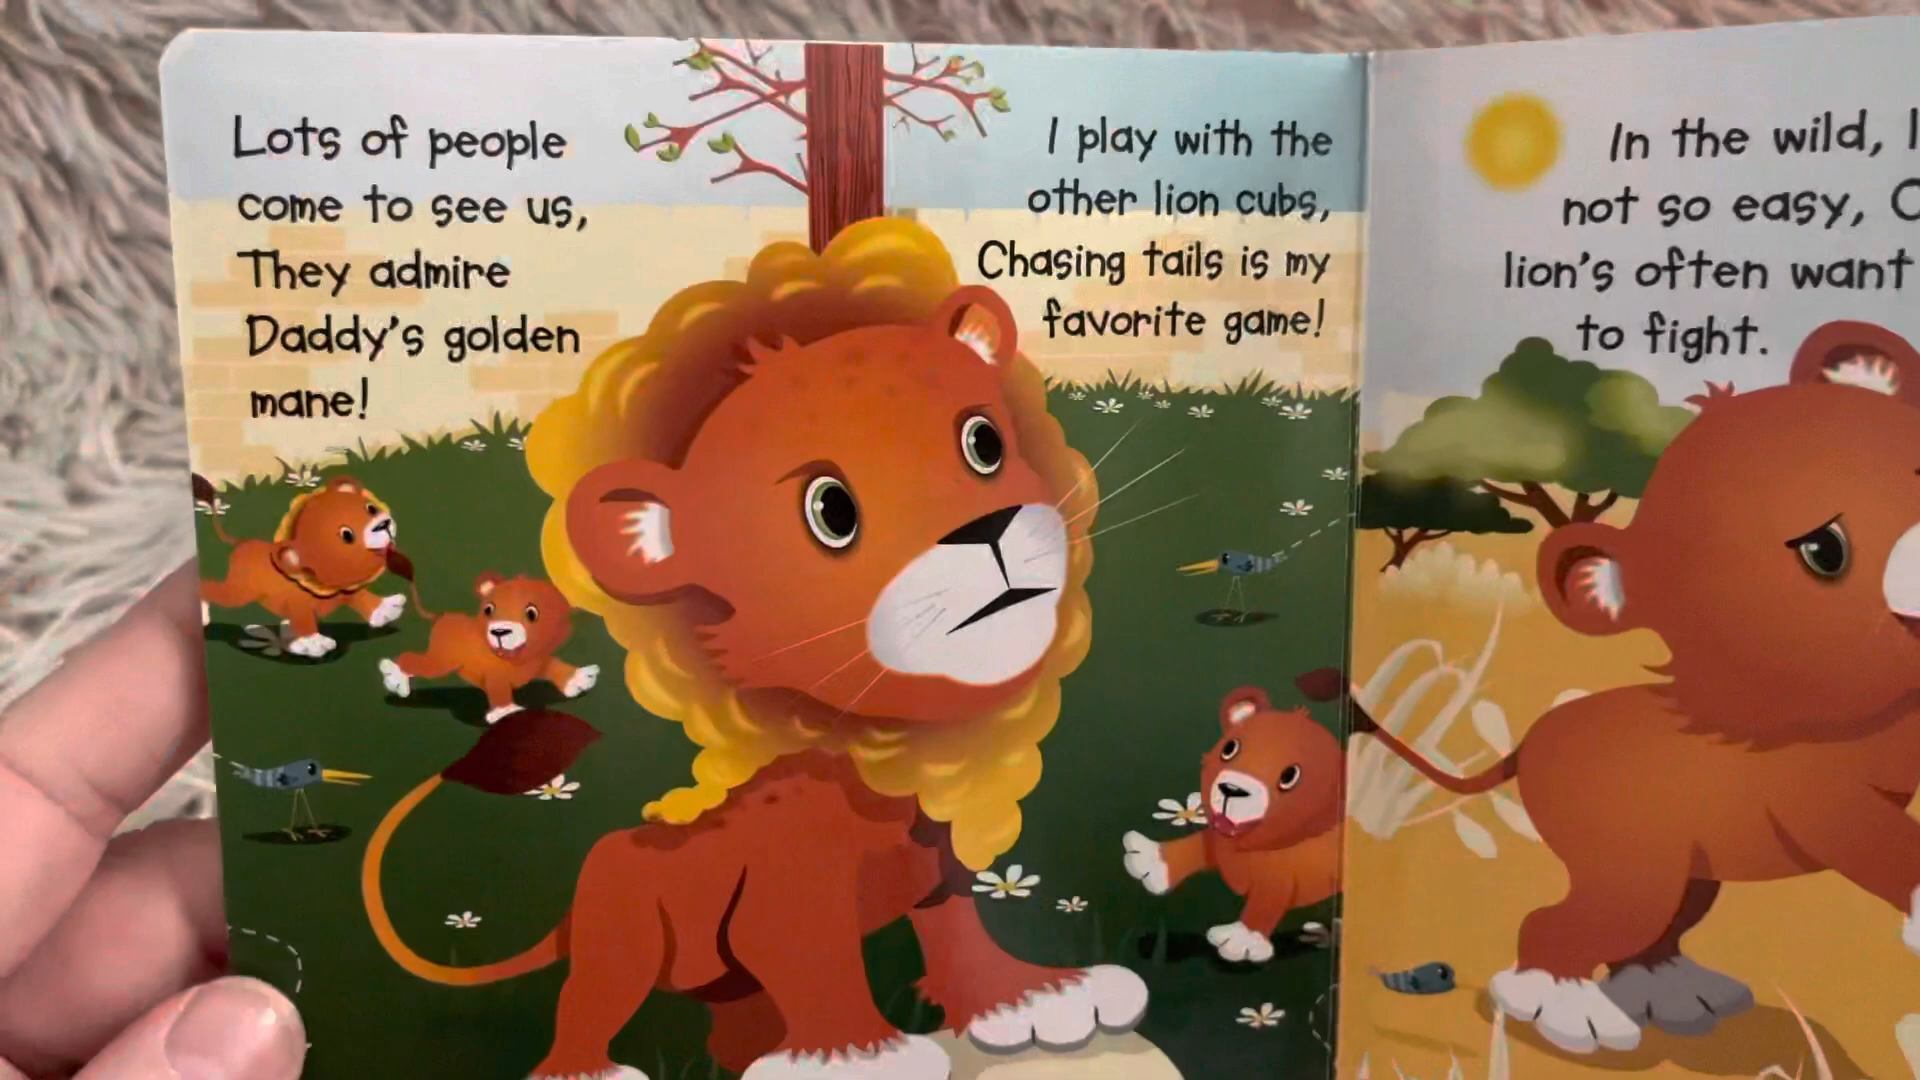 Lots of people
come to see us,
They admire
Daddy's golden
mane!
I play with the
other lion cubs,
Chasing tails is my
favorite game!
In the wild,
not so easy,
lion's often want
to fight.